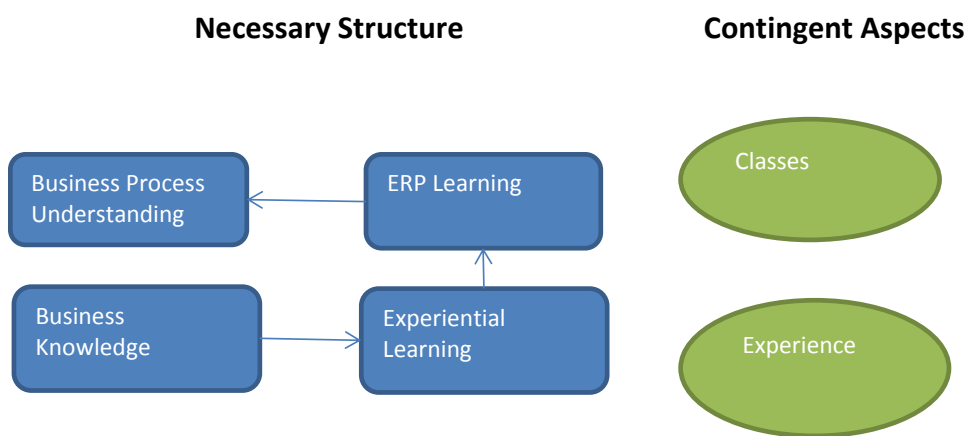 Necessary Structure
Contingent Aspects
Classes
Business Process
Understanding
ERP Learning
Business
Knowledge
Experiential
Learning
Experience